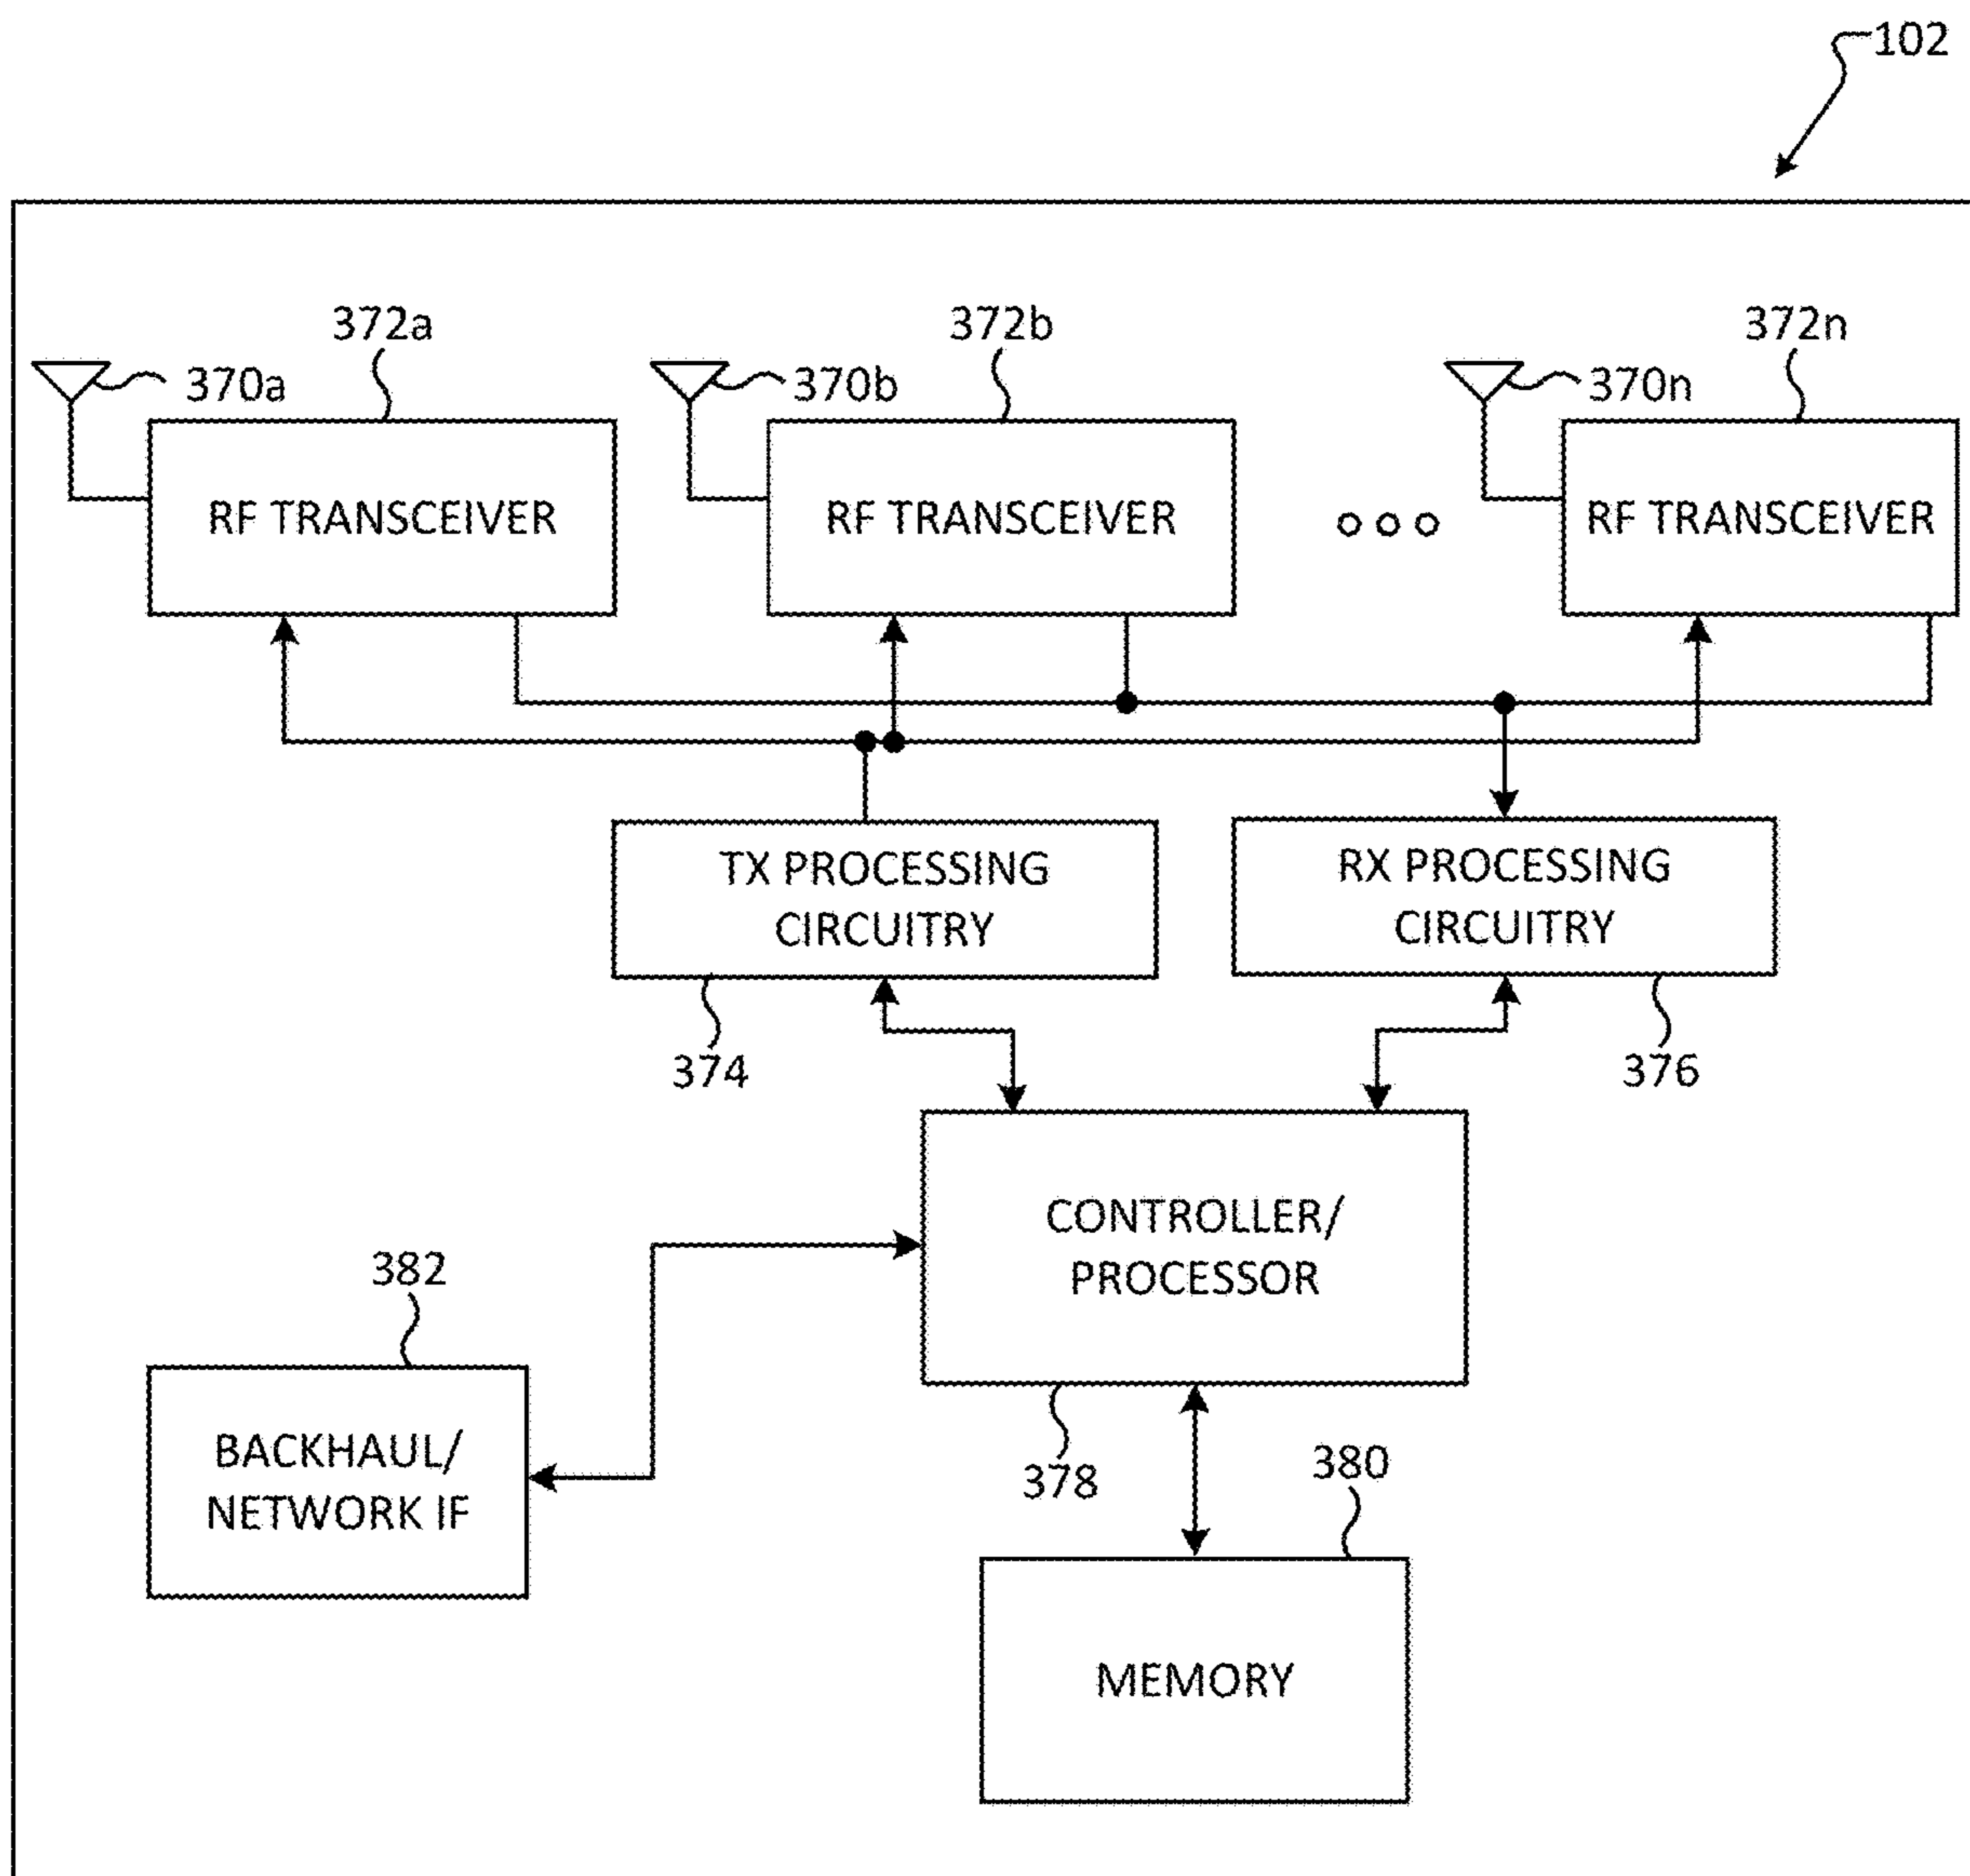 102
372a
372b
372n
370a
370b
370n
RF TRANSCEIVER
RF TRANSCEIVER
RF TRANSCEIVER
TX PROCESSING
CIRCUITRY
RX PROCESSING
CIRCUITRY
374
376
CONTROLLER/
PROCESSOR
382
BACKHAUL/
NETWORK IF
378
380
MEMORY